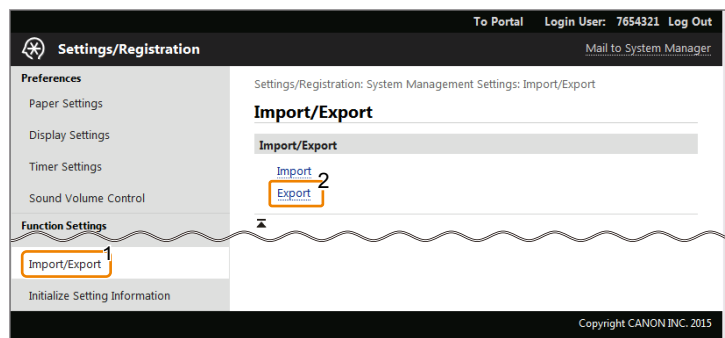 To Portal Login User: 7654321 Log Out
Settings/Registration
Mail to System Manager
Preferences
Paper Settings
Display Settings
Timer Settings
Sound Volume Control
Function Settings
1
Import/Export
Initialize Setting Information
Settings/Registration: System Management Settings: Import/Export
Import/Export
Import/Export
Import
2
Export
Copyright CANON INC. 2015